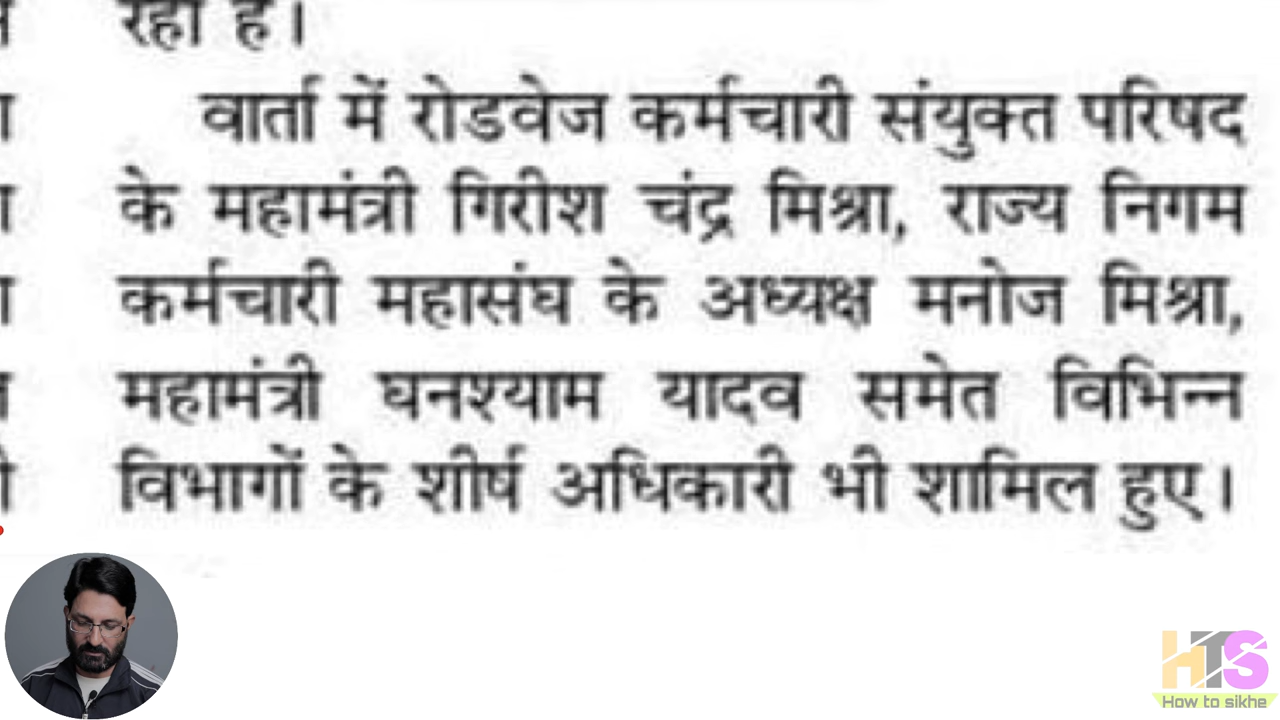 रहा है।
वार्ता में रोडवेज कर्मचारी संयुक्त परिषद
के महामंत्री गिरीश चंद्र मिश्रा, राज्य निगम
कर्मचारी महासंघ के अध्यक्ष मनोज मिश्रा,
महामंत्री घनश्याम यादव समेत विभिन्न
विभागों के शीर्ष अधिकारी भी शामिल हुए।
HTS
How to sikhe